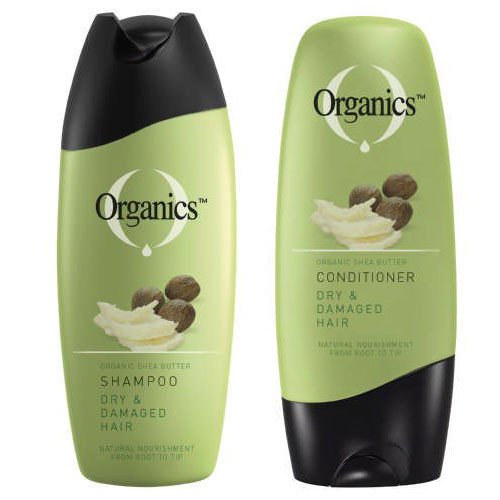 Organics™
ORGANIC SHEA BUTTER
SHAMPOO
DRY &
DAMAGED
HAIR
NATURAL NOURISHMENT
FROM ROOT TO TIP
Organics™
ORGANIC SHEA BUTTER
CONDITIONER
DRY &
DAMAGED
HAIR
NATURAL NOURISHMENT
FROM ROOT TO TIP